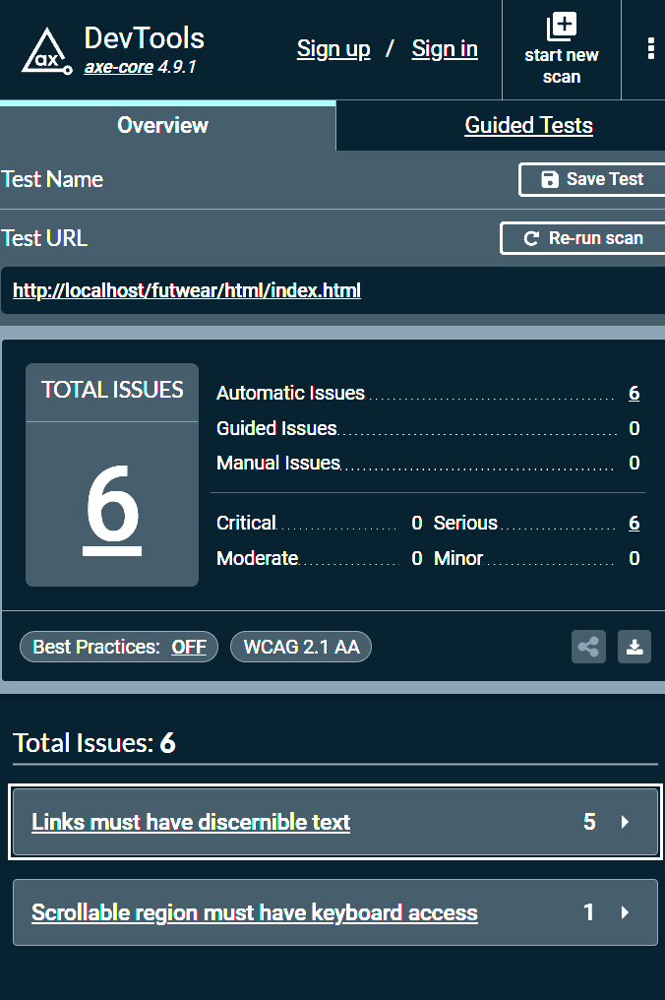 ax DevTools
axe-core 4.9.1
Sign up / Sign in
start new
scan
Overview
Guided Tests
Test Name
Save Test
Test URL
Re-run scan
http://localhost/futwear/html/index.html
TOTAL ISSUES
6
Automatic Issues 6
Guided Issues 0
Manual Issues 0
Critical 0 Serious 6
Moderate 0 Minor 0
Best Practices: OFF
WCAG 2.1 AA
Total Issues: 6
Links must have discernible text 5
Scrollable region must have keyboard access 1